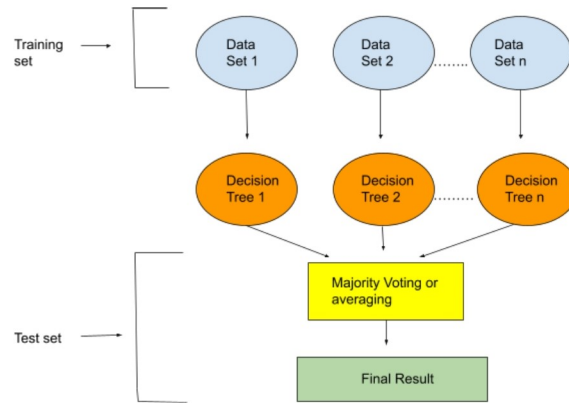 Training
set
Data
Set 1
Data
Set 2
........
Data
Set n
Decision
Tree 1
Decision
Tree 2
.........
Decision
Tree n
Majority Voting or
averaging
Test set
Final Result